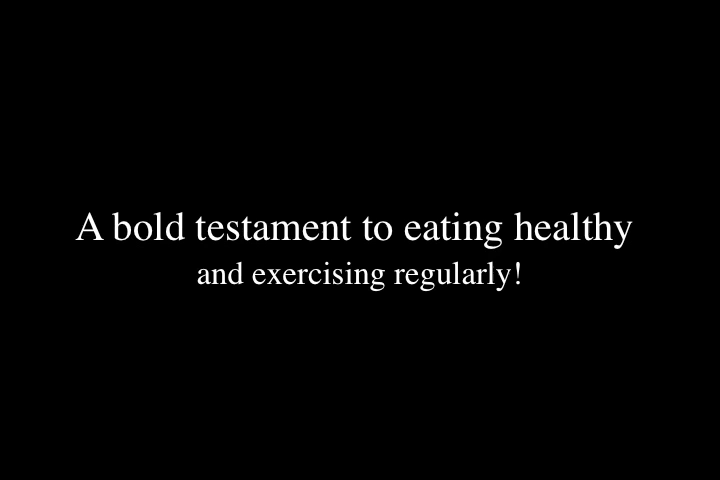 A bold testament to eating healthy
and exercising regularly!